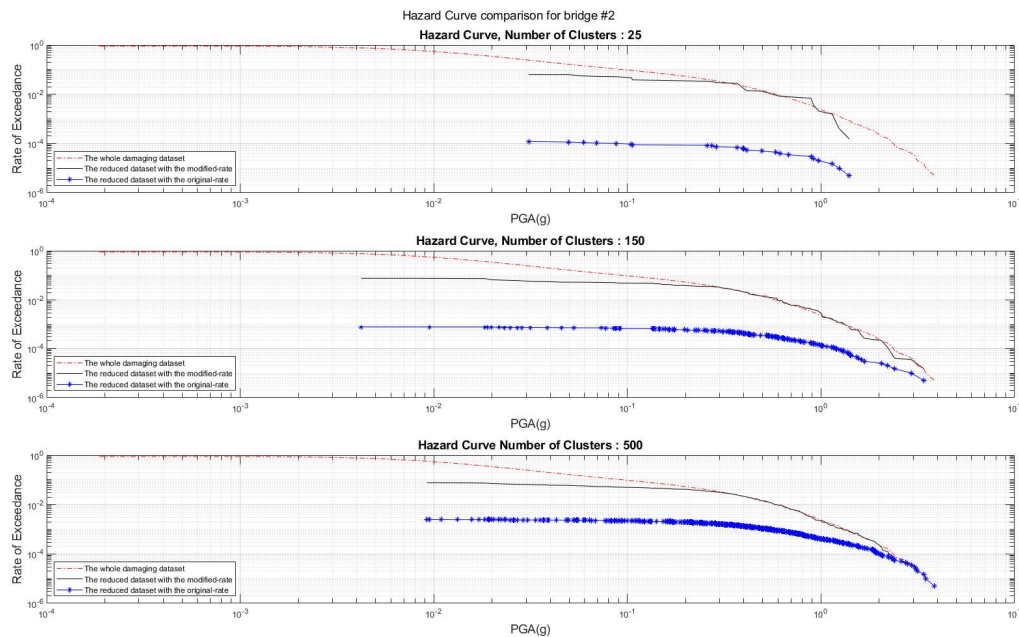 Hazard Curve comparison for bridge #2
Hazard Curve, Number of Clusters : 25
Rate of Exceedance
10^0
10^-2
10^-4
10^-6
The whole damaging dataset
The reduced dataset with the modified-rate
The reduced dataset with the original-rate
10^-4
10^-3
10^-2
10^-1
10^0
10^1
PGA(g)
Hazard Curve, Number of Clusters : 150
Rate of Exceedance
10^0
10^-2
10^-4
10^-6
The whole damaging dataset
The reduced dataset with the modified-rate
The reduced dataset with the original-rate
10^-4
10^-3
10^-2
10^-1
10^0
10^1
PGA(g)
Hazard Curve Number of Clusters : 500
Rate of Exceedance
10^0
10^-2
10^-4
10^-6
The whole damaging dataset
The reduced dataset with the modified-rate
The reduced dataset with the original-rate
10^-4
10^-3
10^-2
10^-1
10^0
10^1
PGA(g)